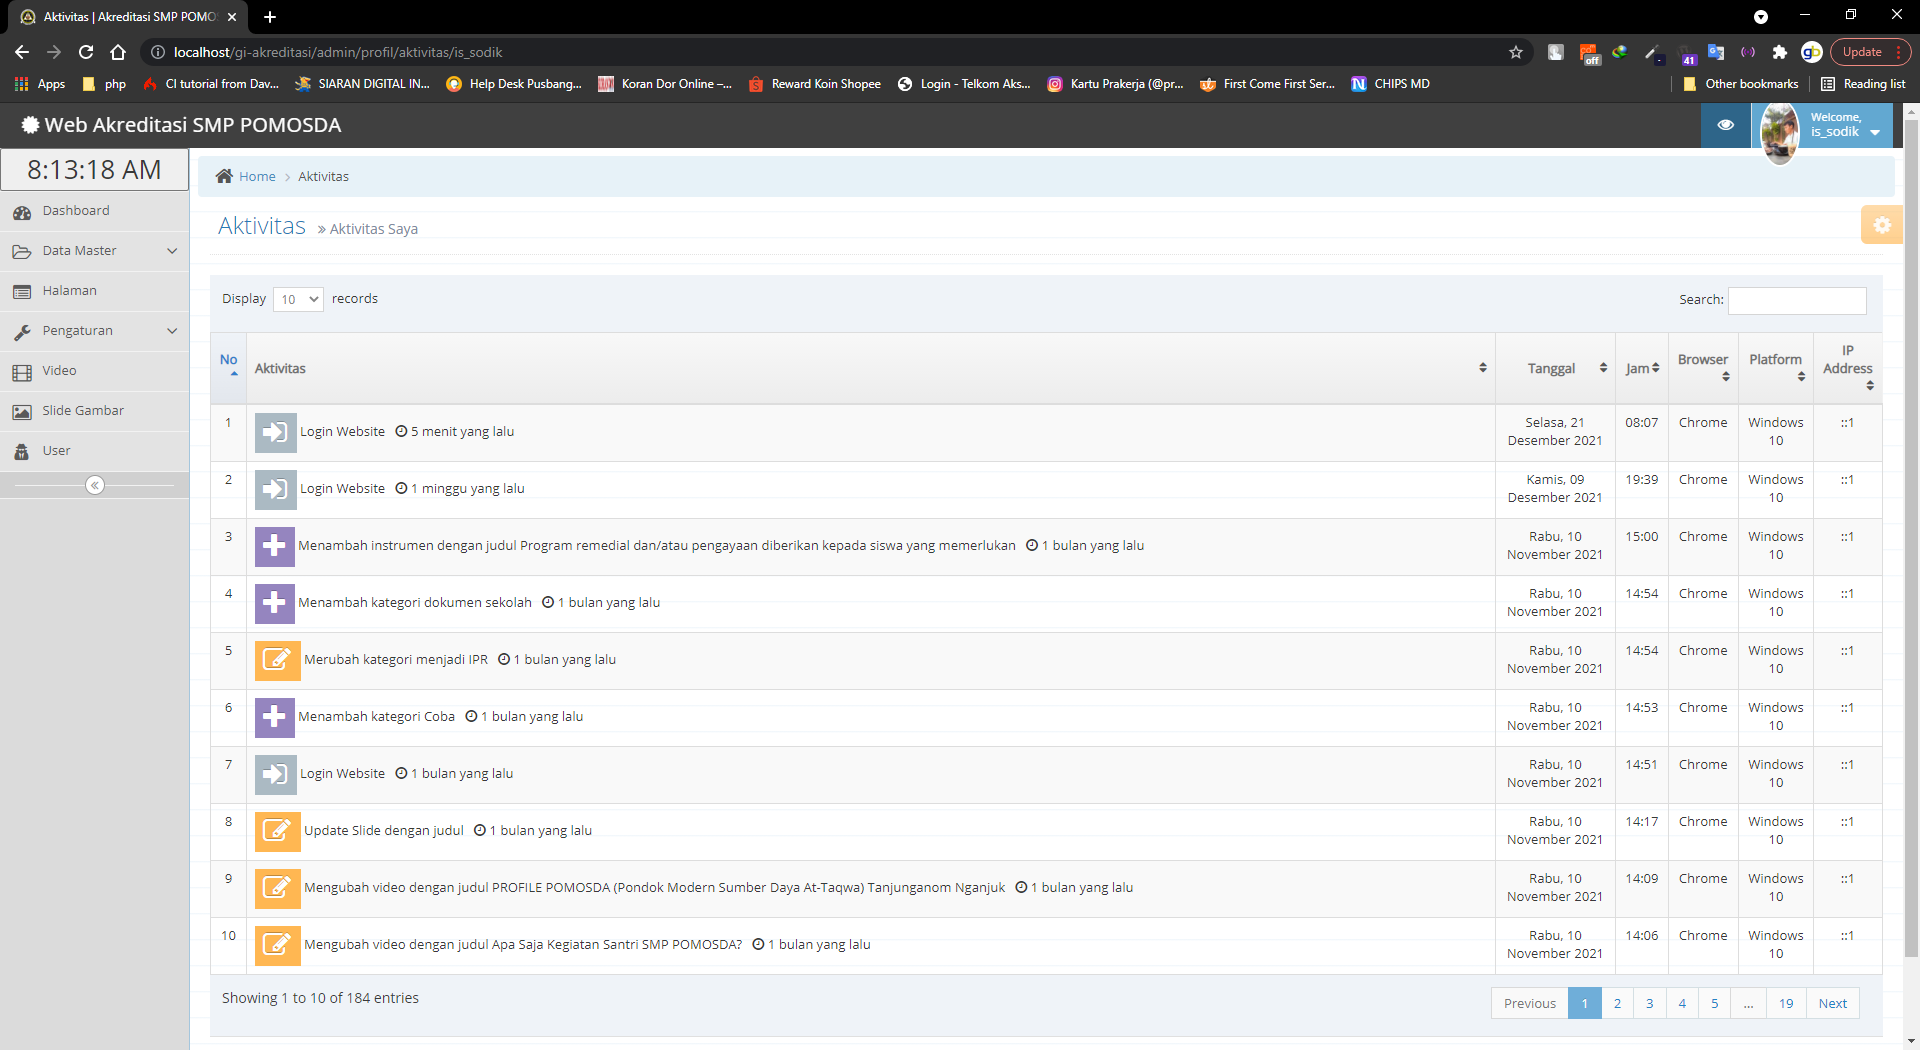 Aktivitas | Akreditasi SMP POMO
localhost/gi-akreditasi/admin/profil/aktivitas/is_sodik
off
41
Update
Apps
php
CI tutorial from Dav...
SIARAN DIGITAL IN...
Help Desk Pusbang...
Koran Dor Online –...
Reward Koin Shopee
Login - Telkom Aks...
Kartu Prakerja (@pr...
First Come First Ser...
CHIPS MD
Other bookmarks
Reading list
Web Akreditasi SMP POMOSDA
Welcome,
is_sodik
8:13:18 AM
Dashboard
Data Master
Halaman
Pengaturan
Video
Slide Gambar
User
Home > Aktivitas
Aktivitas » Aktivitas Saya
Display 10 records
Search:
No Aktivitas Tanggal Jam Browser Platform IP Address
1 Login Website 5 menit yang lalu Selasa, 21 Desember 2021 08:07 Chrome Windows 10 ::1
2 Login Website 1 minggu yang lalu Kamis, 09 Desember 2021 19:39 Chrome Windows 10 ::1
3 Menambah instrumen dengan judul Program remedial dan/atau pengayaan diberikan kepada siswa yang memerlukan 1 bulan yang lalu Rabu, 10 November 2021 15:00 Chrome Windows 10 ::1
4 Menambah kategori dokumen sekolah 1 bulan yang lalu Rabu, 10 November 2021 14:54 Chrome Windows 10 ::1
5 Merubah kategori menjadi IPR 1 bulan yang lalu Rabu, 10 November 2021 14:54 Chrome Windows 10 ::1
6 Menambah kategori Coba 1 bulan yang lalu Rabu, 10 November 2021 14:53 Chrome Windows 10 ::1
7 Login Website 1 bulan yang lalu Rabu, 10 November 2021 14:51 Chrome Windows 10 ::1
8 Update Slide dengan judul 1 bulan yang lalu Rabu, 10 November 2021 14:17 Chrome Windows 10 ::1
9 Mengubah video dengan judul PROFILE POMOSDA (Pondok Modern Sumber Daya At-Taqwa) Tanjunganom Nganjuk 1 bulan yang lalu Rabu, 10 November 2021 14:09 Chrome Windows 10 ::1
10 Mengubah video dengan judul Apa Saja Kegiatan Santri SMP POMOSDA? 1 bulan yang lalu Rabu, 10 November 2021 14:06 Chrome Windows 10 ::1
Showing 1 to 10 of 184 entries
Previous 1 2 3 4 5 ... 19 Next